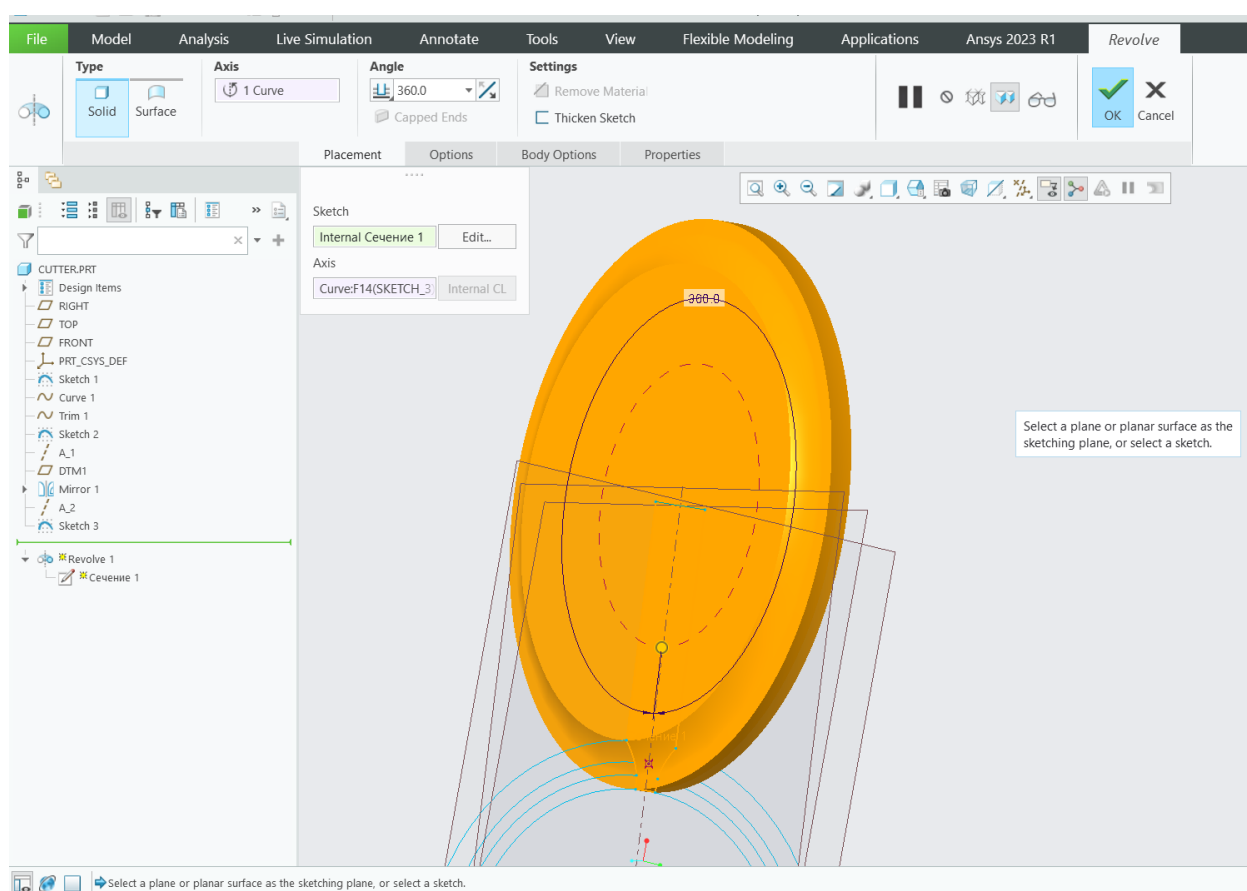 File Model Analysis Live Simulation Annotate Tools View Flexible Modeling Applications Ansys 2023 R1 Revolve
Type Axis Angle Settings
1 Curve 360.0 Remove Material
Solid Surface Capped Ends Thicken Sketch OK Cancel
Placement Options Body Options Properties
Sketch
Internal Сечение 1 Edit...
Axis
Curve:F14(SKETCH_3) Internal CL
CUTTER.PRT
Design Items
RIGHT
TOP
FRONT
PRT_CSYS_DEF
Sketch 1
Curve 1
Trim 1
Sketch 2
A_1
DTM1
Mirror 1
A_2
Sketch 3
Revolve 1
Сечение 1
360.0
Select a plane or planar surface as the
sketching plane, or select a sketch.
Select a plane or planar surface as the sketching plane, or select a sketch.